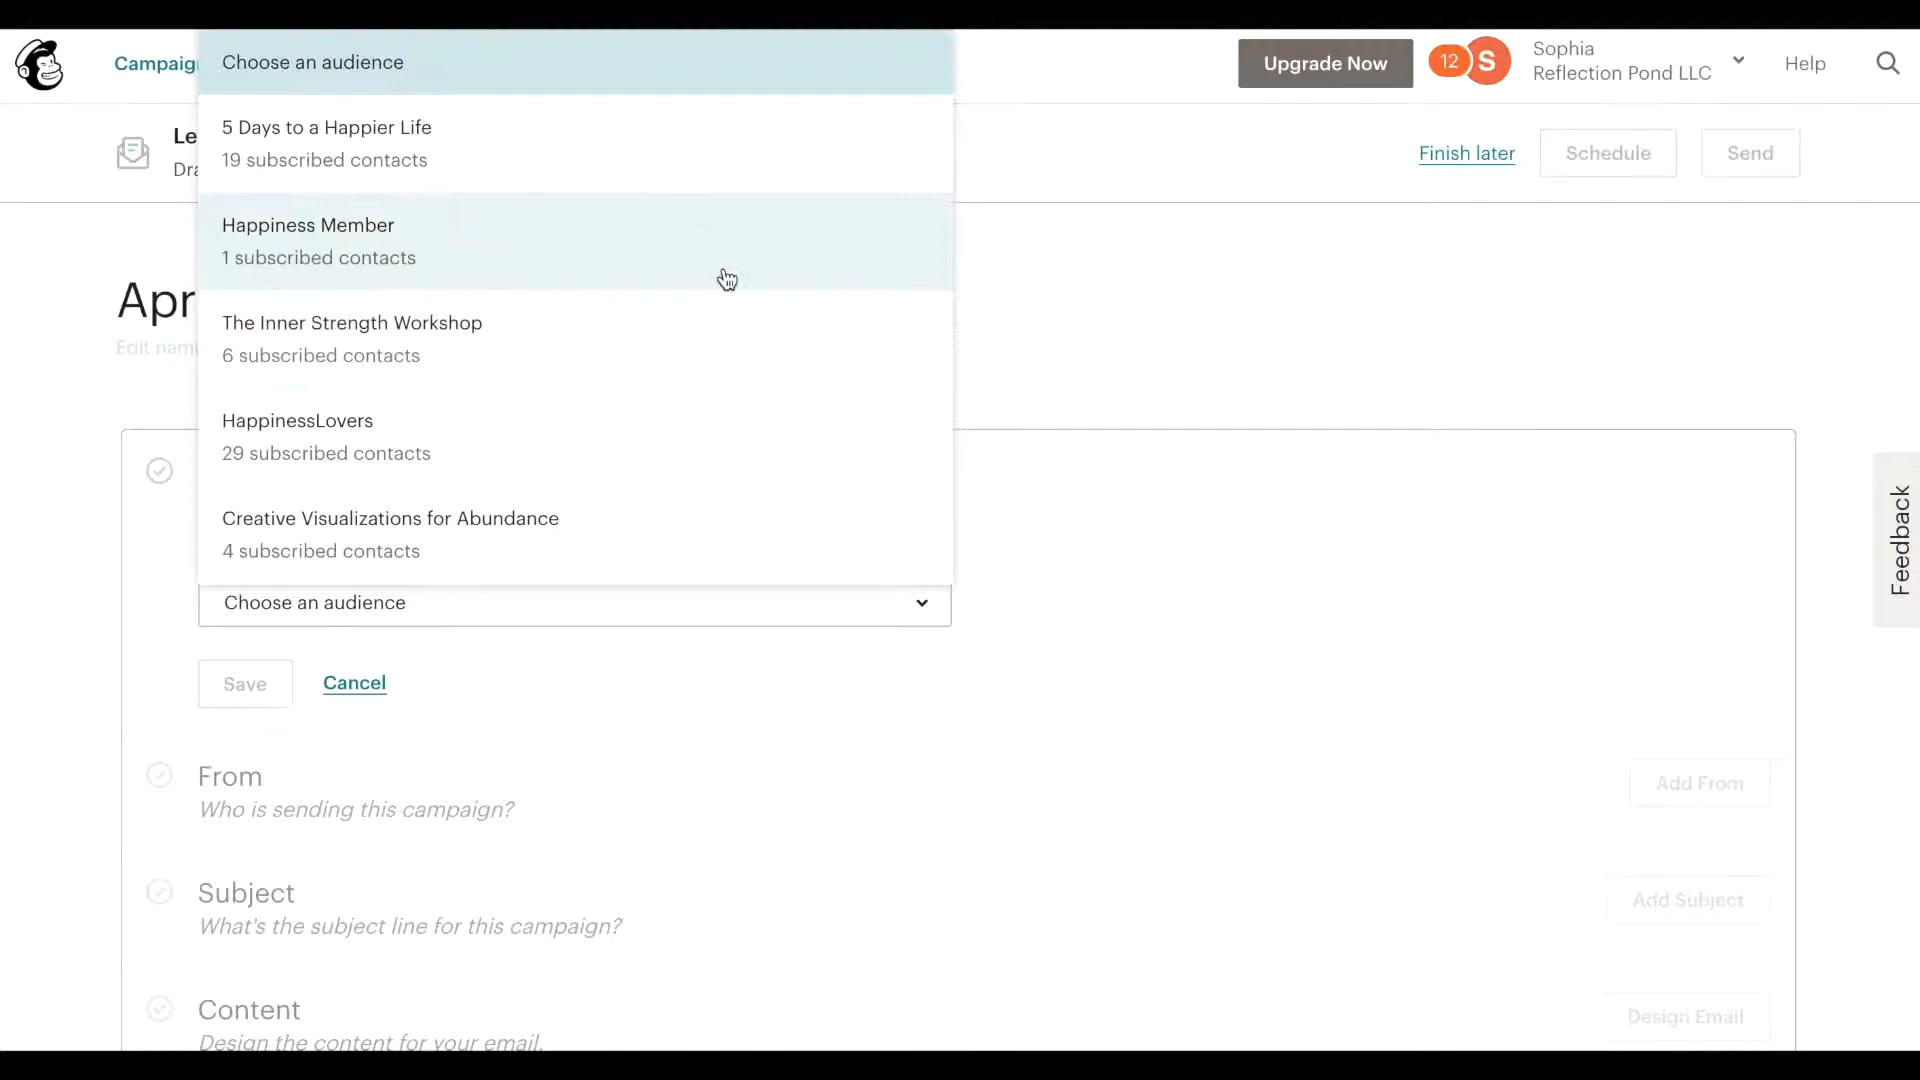 Campaig
Choose an audience
Upgrade Now
12
S
Sophia
Reflection Pond LLC
Help
5 Days to a Happier Life
19 subscribed contacts
Le
Dra
Finish later
Schedule
Send
Happiness Member
1 subscribed contacts
Apr
Edit nam
The Inner Strength Workshop
6 subscribed contacts
HappinessLovers
29 subscribed contacts
Creative Visualizations for Abundance
4 subscribed contacts
Choose an audience
Feedback
Save
Cancel
From
Who is sending this campaign?
Add From
Subject
What's the subject line for this campaign?
Add Subject
Content
Design the content for your email.
Design Email